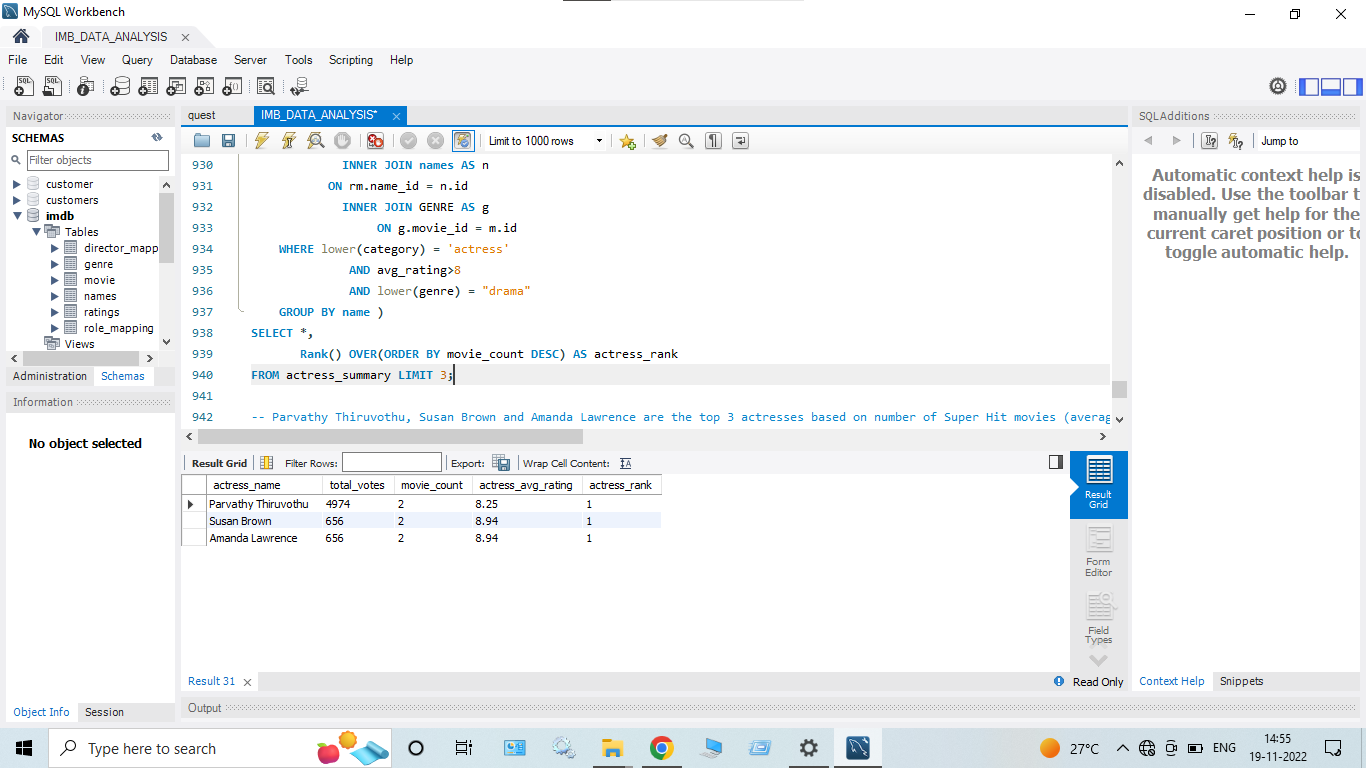 MySQL Workbench
IMB_DATA_ANALYSIS
File Edit View Query Database Server Tools Scripting Help
Navigator
SCHEMAS
Filter objects
customer
customers
imdb
Tables
director_mapp
genre
movie
names
ratings
role_mapping
Views
Administration Schemas
Information
No object selected
Object Info Session
quest IMB_DATA_ANALYSIS*
Limit to 1000 rows
930 INNER JOIN names AS n
931 ON rm.name_id = n.id
932 INNER JOIN GENRE AS g
933 ON g.movie_id = m.id
934 WHERE lower(category) = 'actress'
935 AND avg_rating>8
936 AND lower(genre) = "drama"
937 GROUP BY name )
938 SELECT *,
939 Rank() OVER(ORDER BY movie_count DESC) AS actress_rank
940 FROM actress_summary LIMIT 3;
941
942 -- Parvathy Thiruvothu, Susan Brown and Amanda Lawrence are the top 3 actresses based on number of Super Hit movies (averag
Result Grid Filter Rows: Export: Wrap Cell Content:
actress_name total_votes movie_count actress_avg_rating actress_rank
Parvathy Thiruvothu 4974 2 8.25 1
Susan Brown 656 2 8.94 1
Amanda Lawrence 656 2 8.94 1
Result Grid
Form Editor
Field Types
Result 31
Read Only
Output
SQLAdditions
Jump to
Automatic context help is
disabled. Use the toolbar t
manually get help for the
current caret position or to
toggle automatic help.
Context Help Snippets
Type here to search
27°C
ENG
14:55
19-11-2022